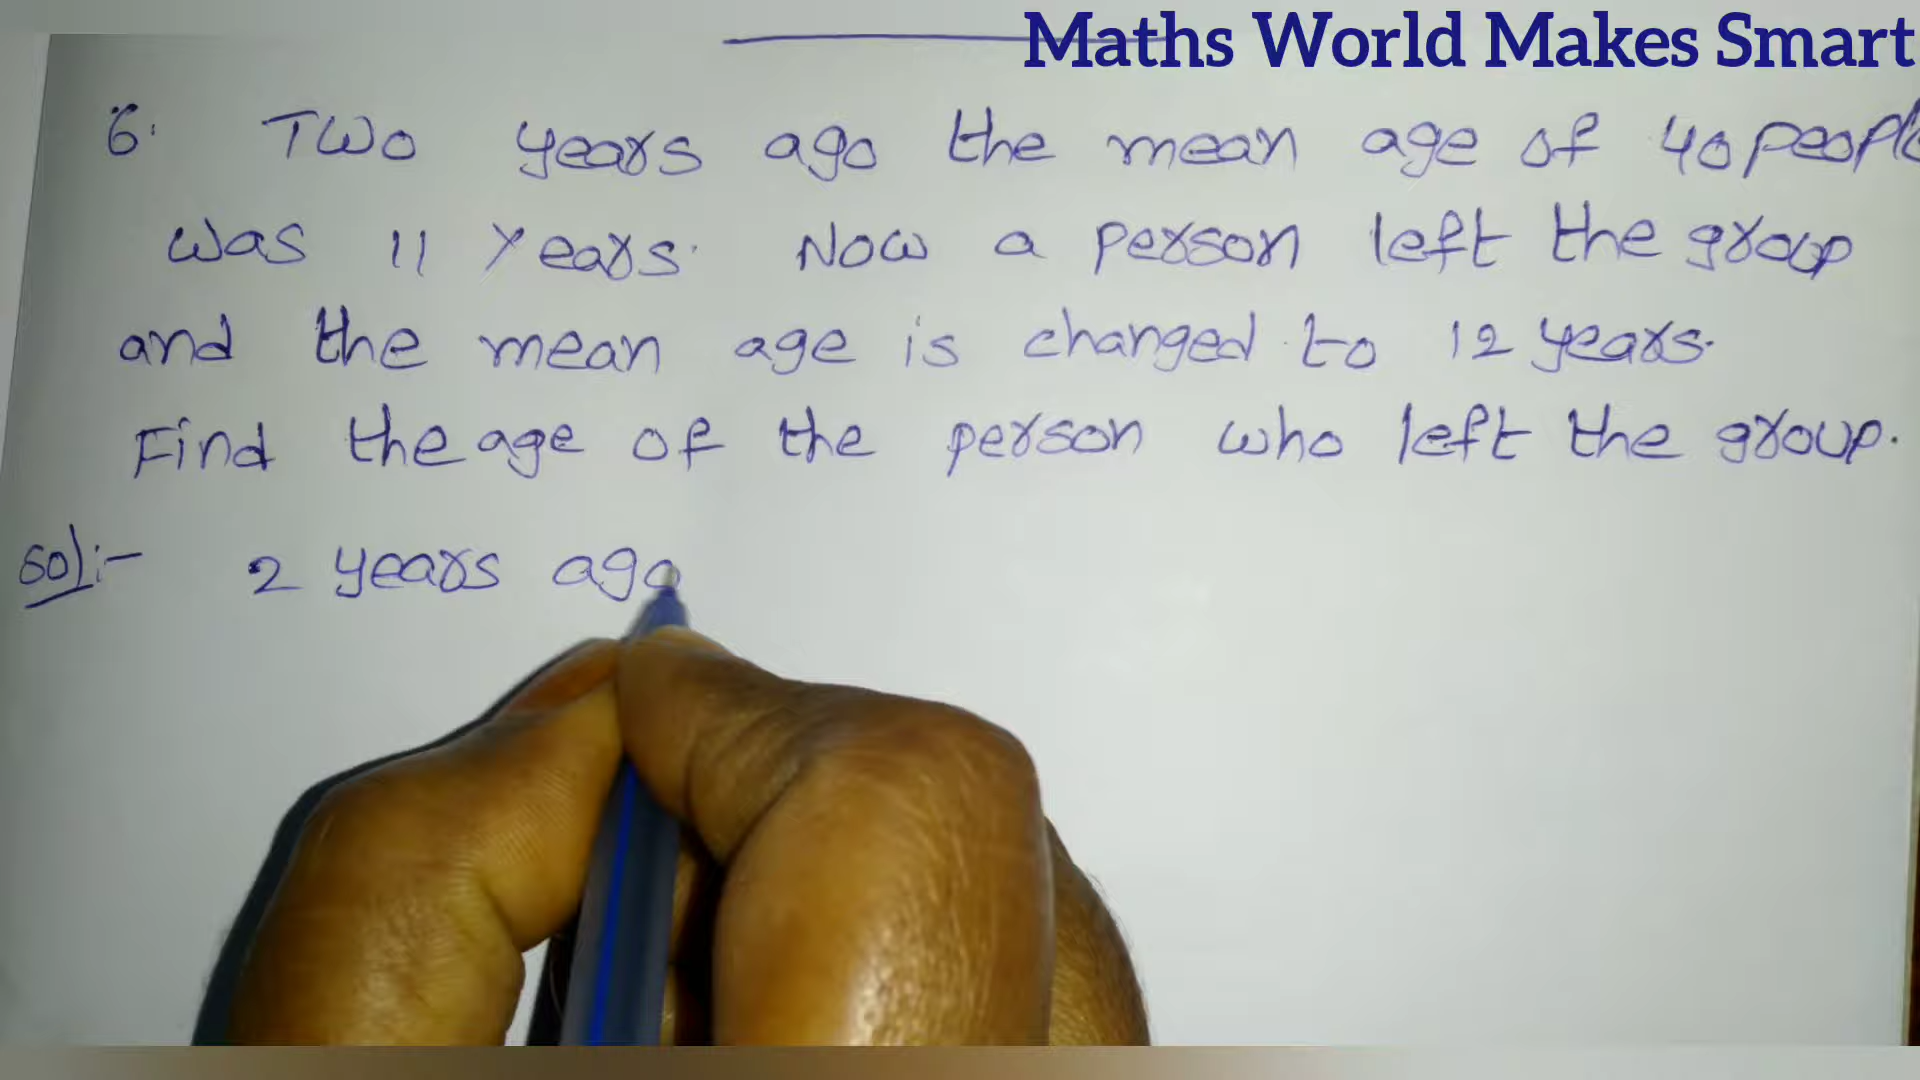 Maths World Makes Smart
6. Two years ago the mean age of 40 people
was 11 years. Now a person left the group
and the mean age is changed to 12 years.
Find the age of the person who left the group.
Sol:- 2 years ago